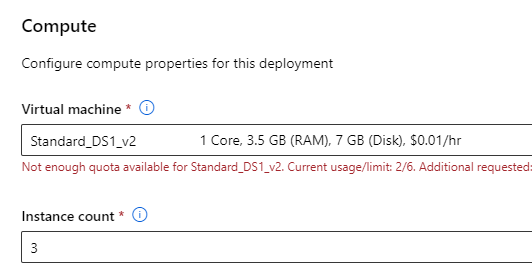 Compute
Configure compute properties for this deployment
Virtual machine *
Standard_DS1_v2 1 Core, 3.5 GB (RAM), 7 GB (Disk), $0.01/hr
Not enough quota available for Standard_DS1_v2. Current usage/limit: 2/6. Additional requested:
Instance count *
3